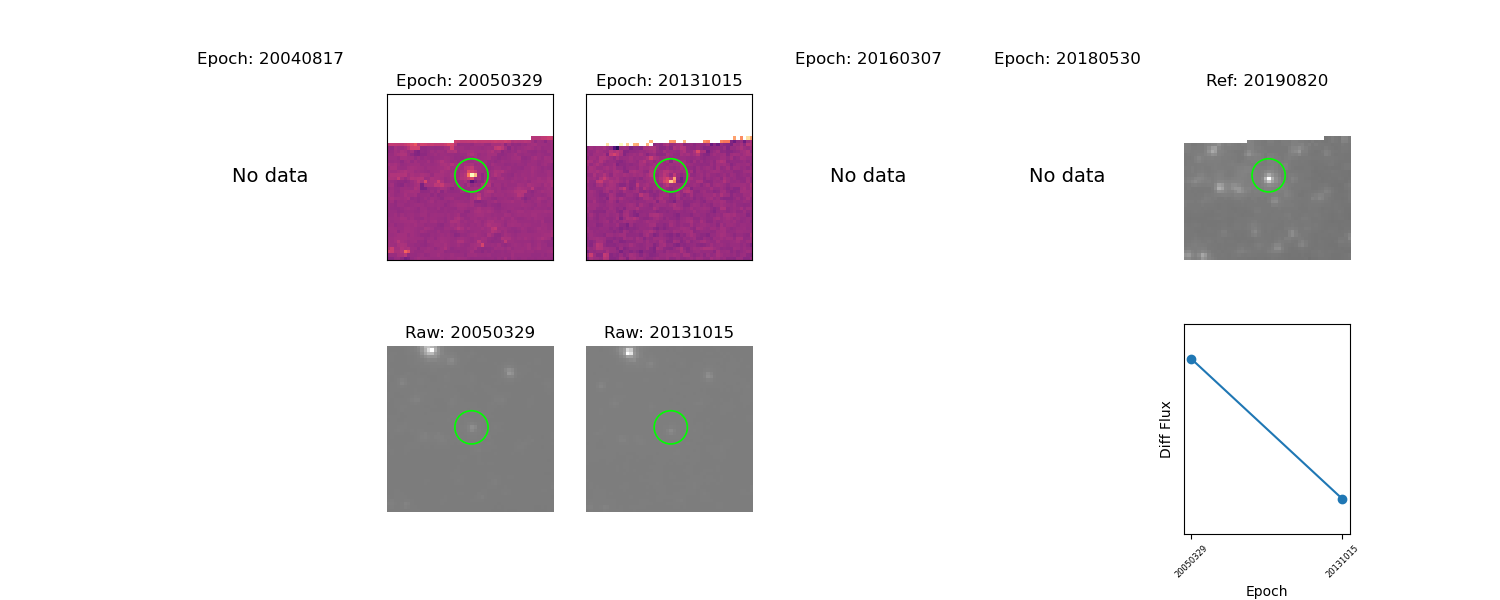 Epoch: 20040817
Epoch: 20050329
Epoch: 20131015
Epoch: 20160307
Epoch: 20180530
Ref: 20190820
No data
No data
No data
Raw: 20050329
Raw: 20131015
Diff Flux
20050329
20131015
Epoch